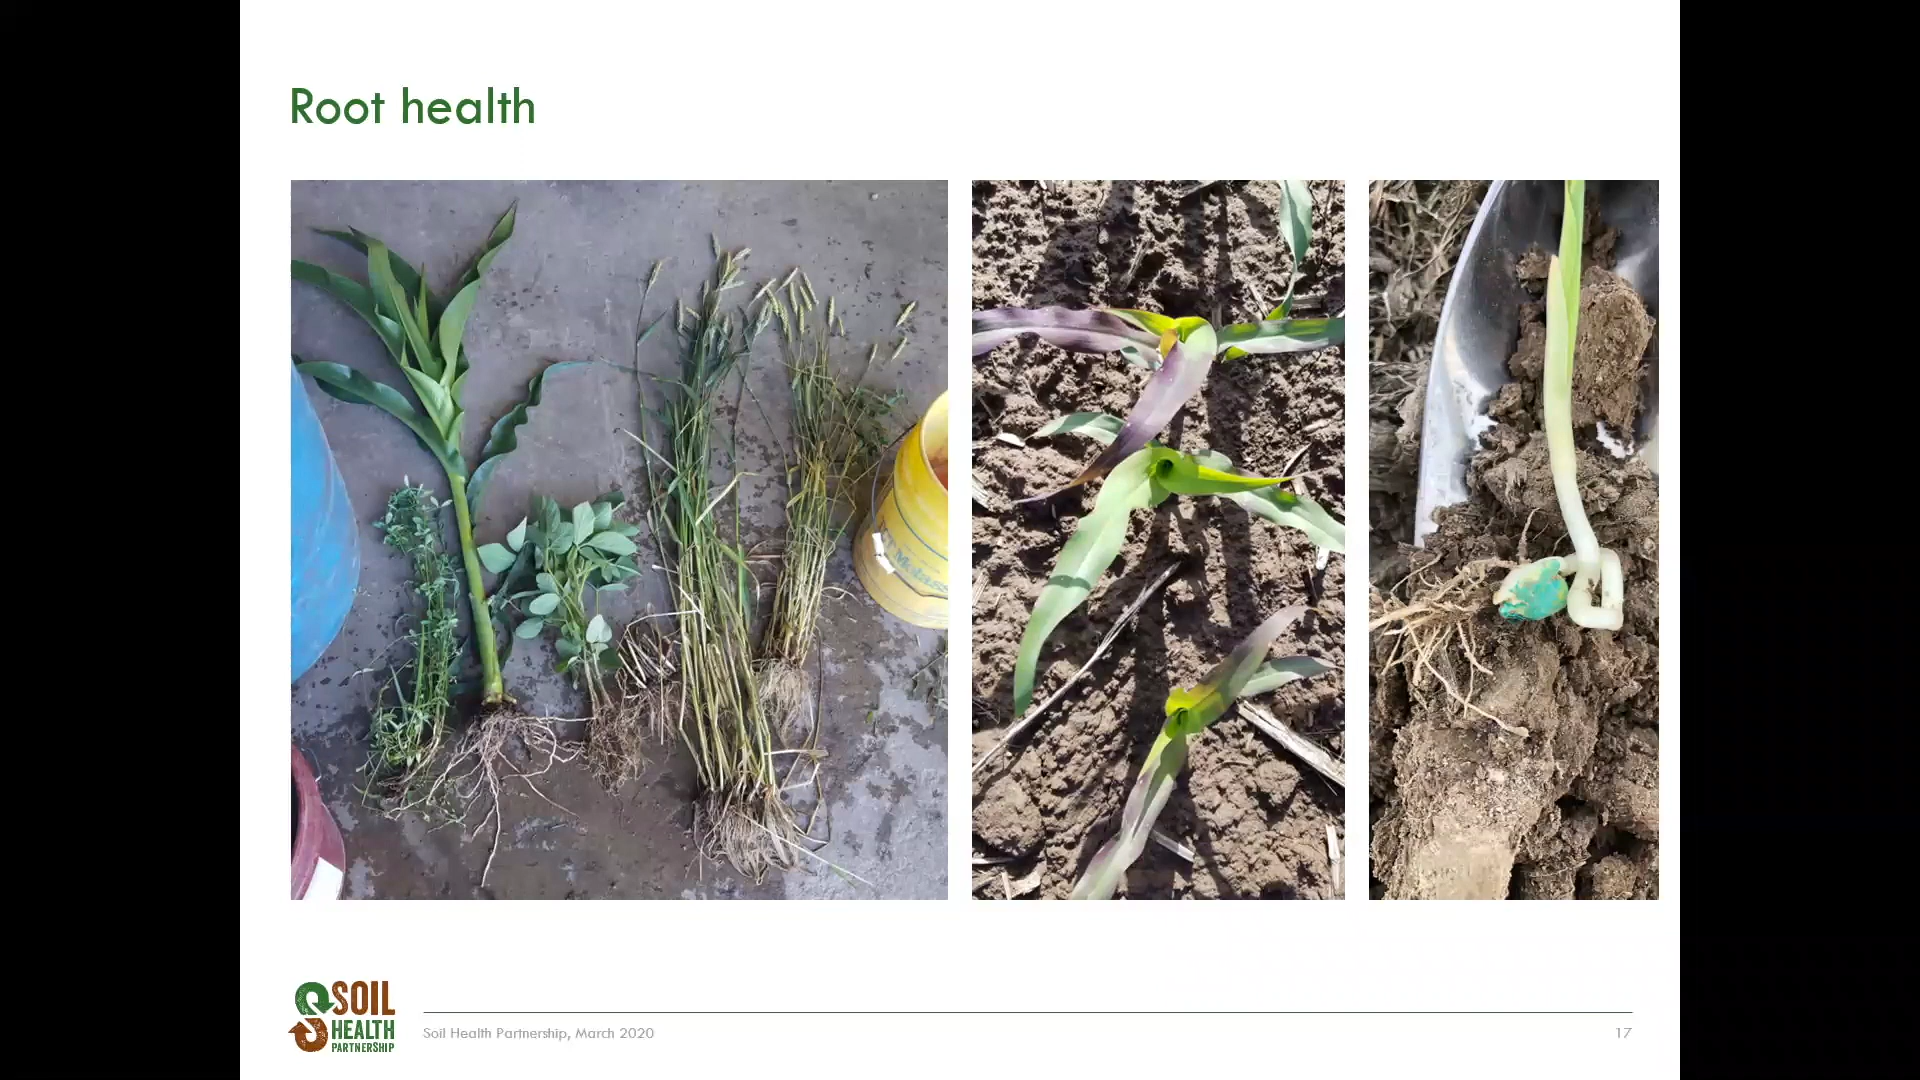 Root health
SOIL
HEALTH
PARTNERSHIP
Soil Health Partnership, March 2020
17